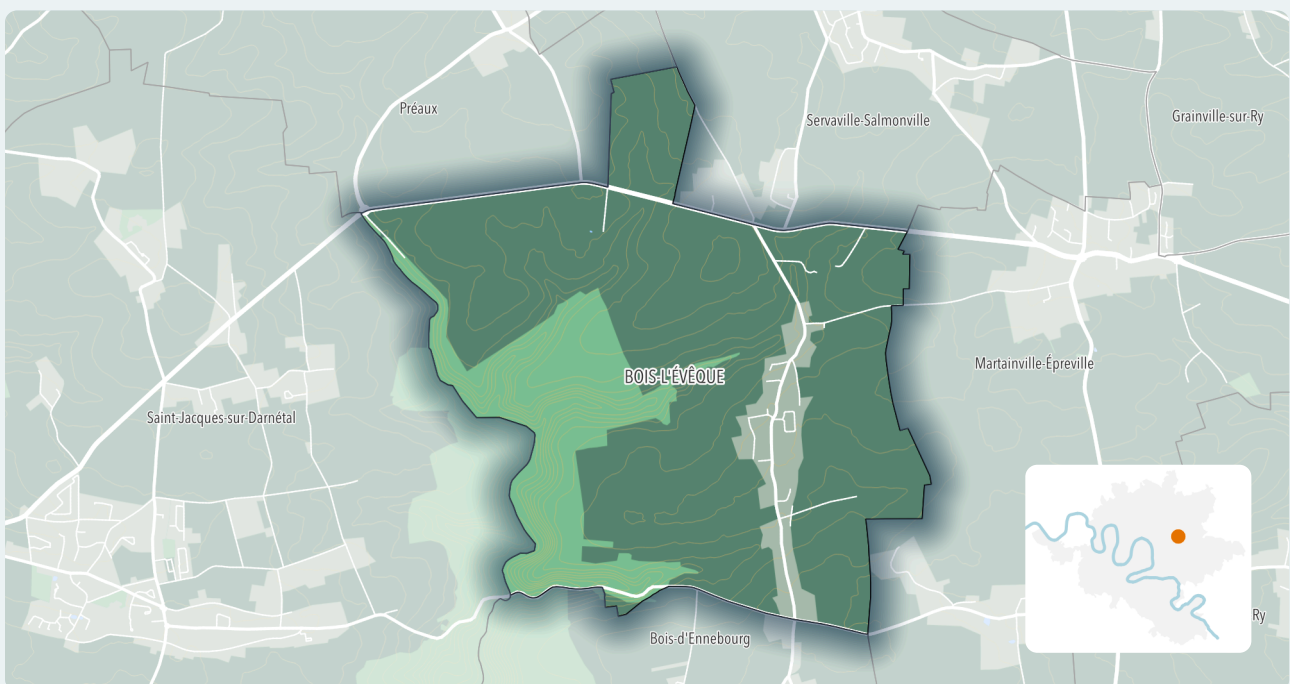 Préaux
Servaville-Salmonville
Grainville-sur-Ry
BOIS-L'ÉVÊQUE
Martainville-Épreville
Saint-Jacques-sur-Darnétal
Ry
Bois-d'Ennebourg